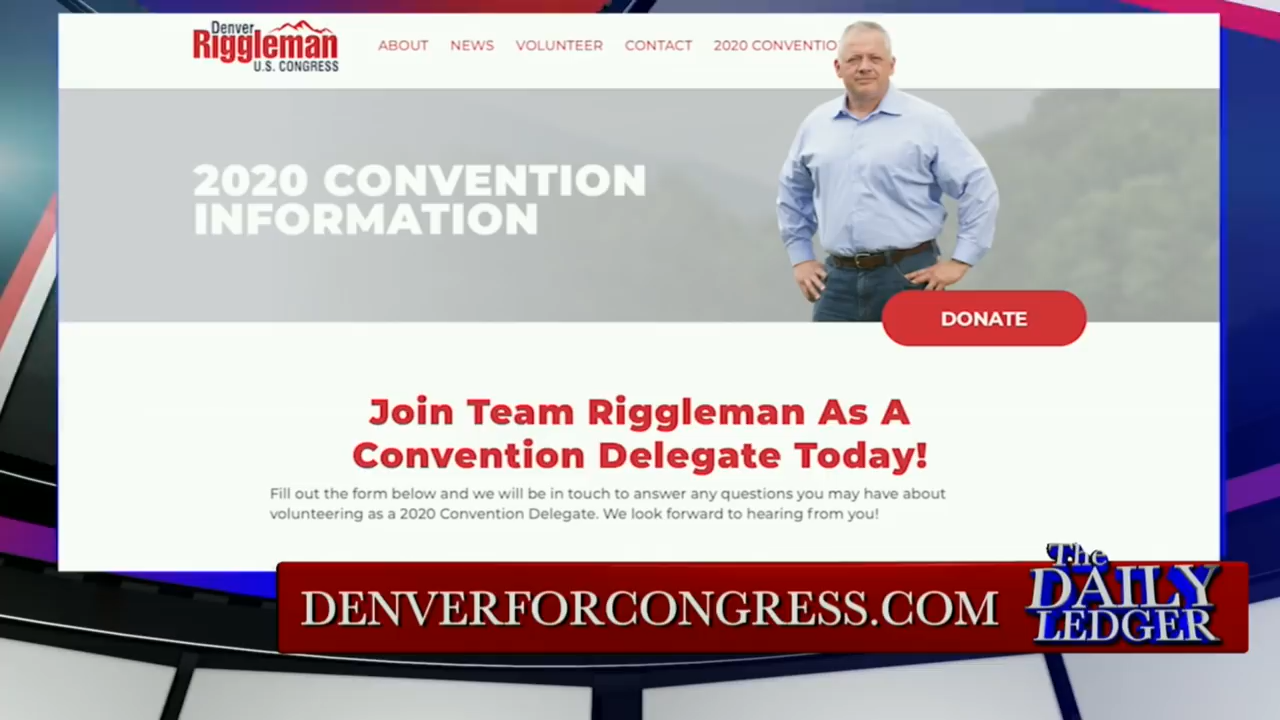 Denver
Riggleman
U.S. CONGRESS
ABOUT NEWS VOLUNTEER CONTACT 2020 CONVENTIO
2020 CONVENTION
INFORMATION
DONATE
Join Team Riggleman As A
Convention Delegate Today!
Fill out the form below and we will be in touch to answer any questions you may have about
volunteering as a 2020 Convention Delegate. We look forward to hearing from you!
DENVERFORCONGRESS.COM
The
DAILY
LEDGER